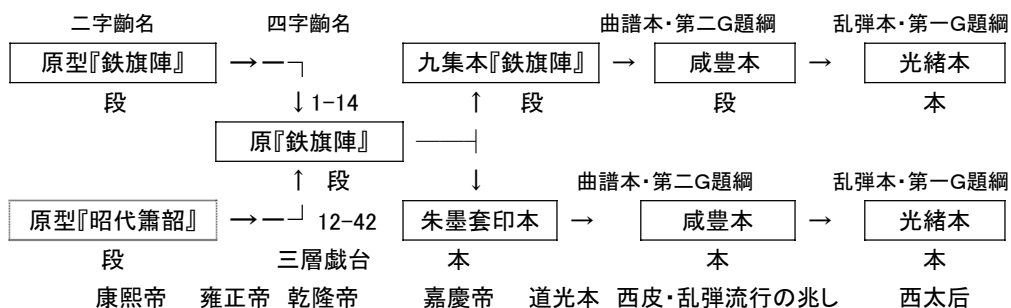 二字齣名 四字齣名 曲譜本・第二G題綱 乱弾本・第一G題綱
原型『鉄旗陣』 → ー┐ 九集本『鉄旗陣』 → 咸豊本 → 光緒本
段 ↓1-14 ↑ 段 段 本
原『鉄旗陣』 ───┤
↑ 段 ↓ 曲譜本・第二G題綱 乱弾本・第一G題綱
原型『昭代簫韶』 → ー┘ 12-42 朱墨套印本 → 咸豊本 → 光緒本
段 三層戯台 本 本 本
康熙帝 雍正帝 乾隆帝 嘉慶帝 道光本 西皮・乱弾流行の兆し 西太后